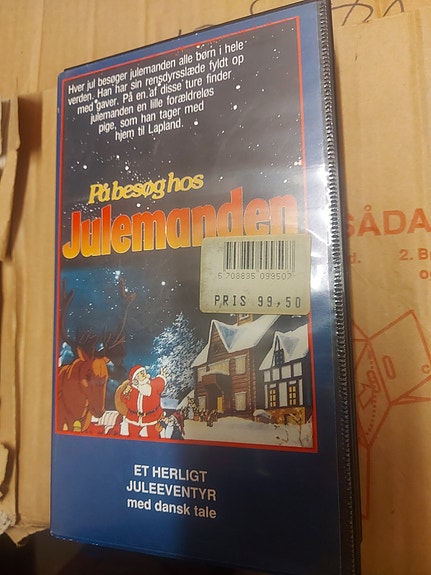 Hver jul besøger julemanden alle børn i hele
verden. Han har sin rensdyrsslæde fyldt op
med gaver. På en af disse ture finder
julemanden en lille forældreløs
pige, som han tager med
hjem til Lapland.
På besøg hos
Julemanden
5 708835 093507
PRIS 99,50
ET HERLIGT
JULEEVENTYR
med dansk tale
SÅDA
2. B